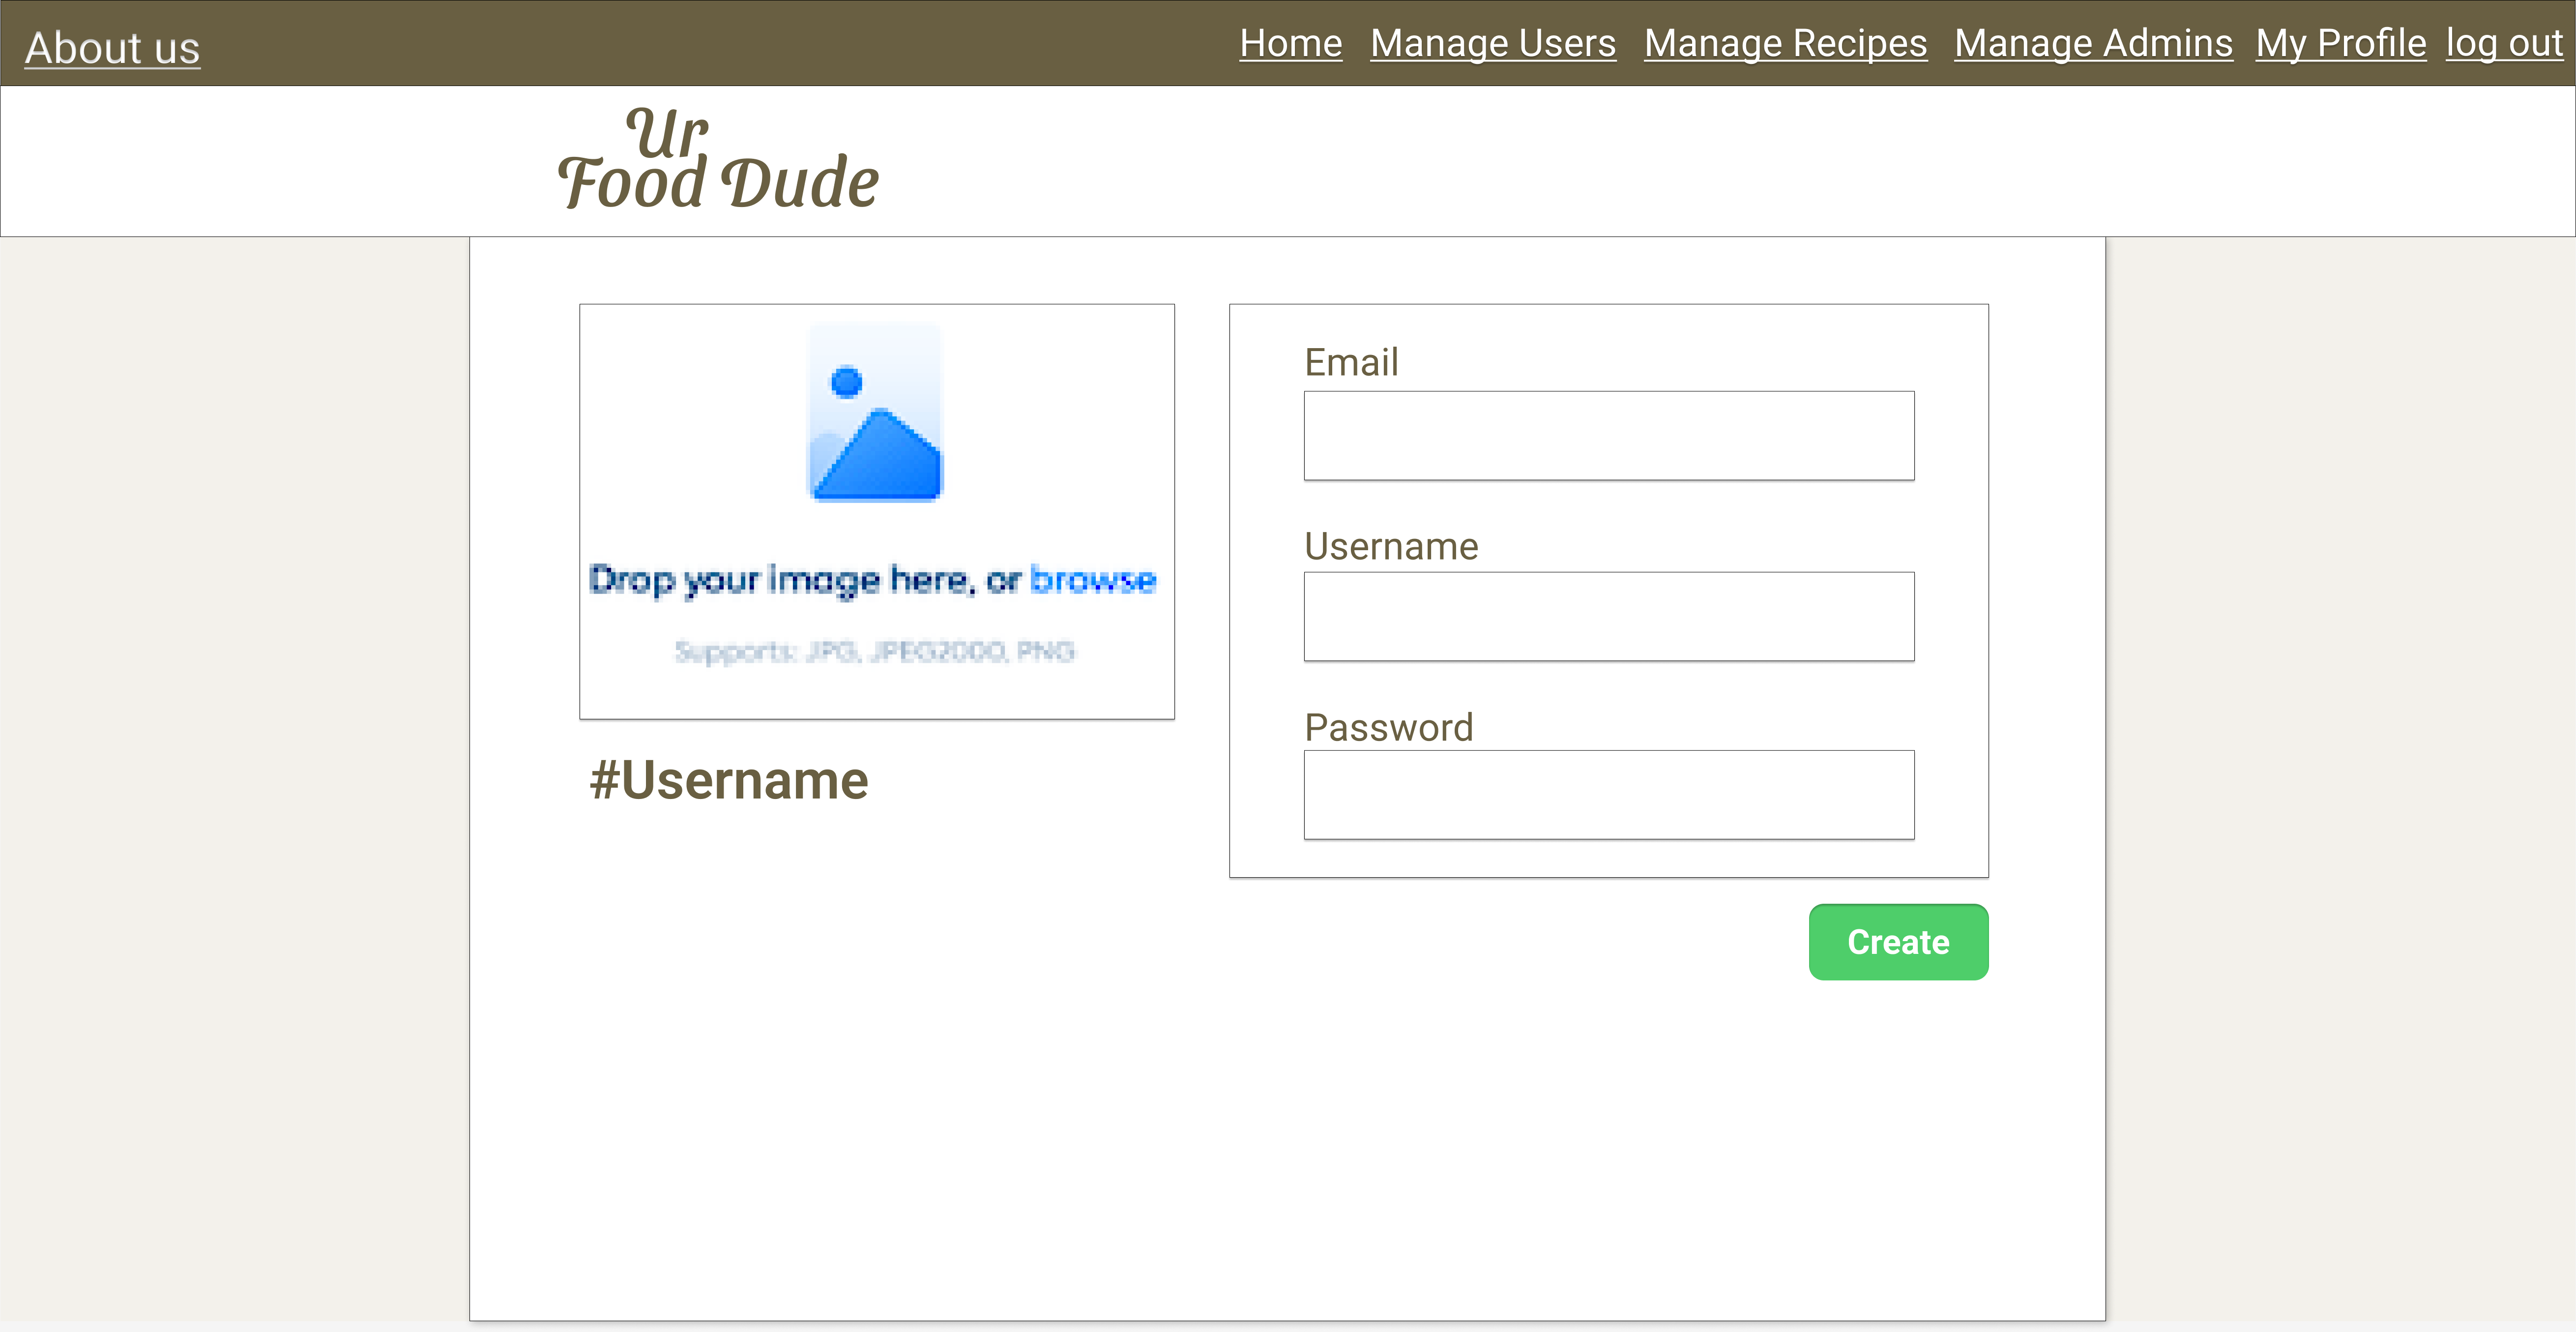 About us Home Manage Users Manage Recipes Manage Admins My Profile log out
Ur
Food Dude
Drop your image here, or browse
Supports: JPG, JPEG2000, PNG
#Username
Email
Username
Password
Create